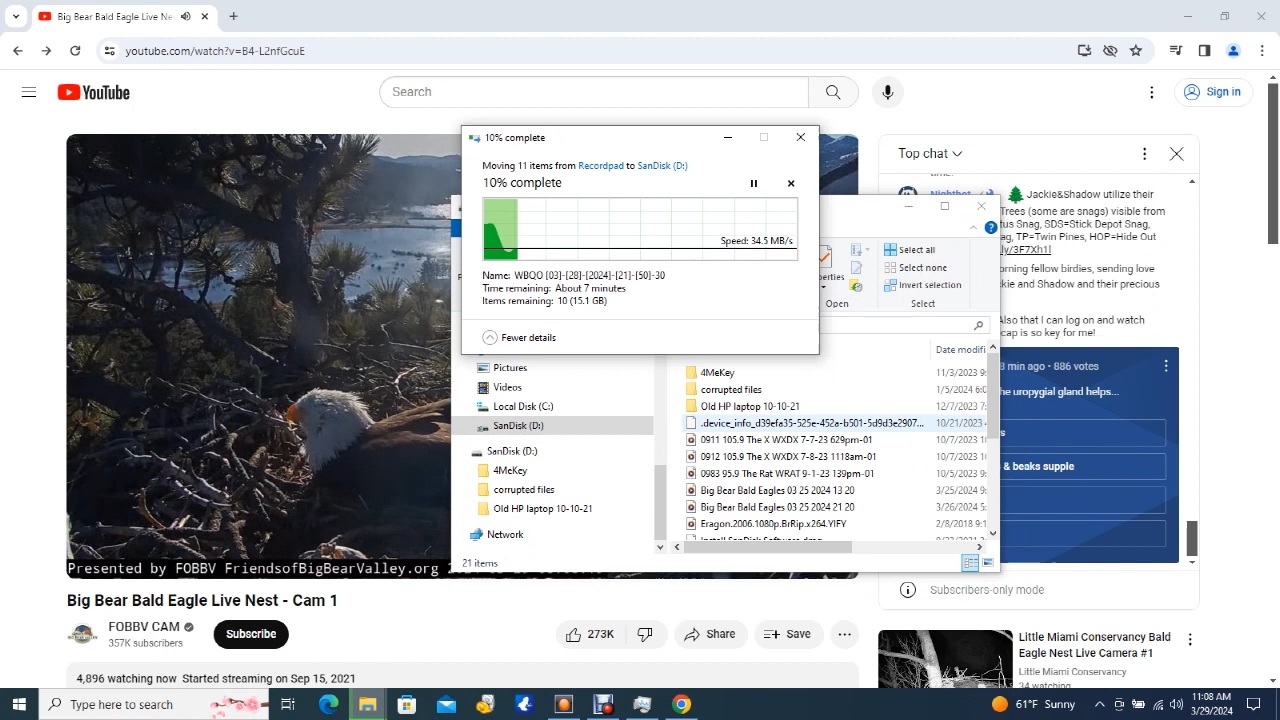 Big Bear Bald Eagle Live Ne
youtube.com/watch?v=B4-L2nfGcuE
YouTube
Search
Sign in
10% complete
Moving 11 items from Recordpad to SanDisk (D:)
10% complete
Speed: 34.5 MB/s
Name: WBQO [03]-[28]-[2024]-[21]-[50]-30
Time remaining: About 7 minutes
Items remaining: 10 (15.1 GB)
Fewer details
Select all
Select none
Invert selection
Open
Select
Date modifi
Pictures
Videos
Local Disk (C:)
SanDisk (D:)
SanDisk (D:)
4MeKey
corrupted files
Old HP laptop 10-10-21
Network
4MeKey 11/3/2023 9
corrupted files 1/5/2024 6:0
Old HP laptop 10-10-21 12/7/2023 7
.device_info_d39efa35-525e-452a-b501-5d9d3e2907... 10/21/2023
0911 105.9 The X WXDX 7-7-23 629pm-01 10/7/2023
0912 105.9 The X WXDX 7-8-23 1118am-01 10/7/2023
0983 95.9 The Rat WRAT 9-1-23 139pm-01 10/5/2023
Big Bear Bald Eagles 03 25 2024 13 20 3/25/2024 9
Big Bear Bald Eagles 03 25 2024 21 20 3/26/2024 5
Eragon.2006.1080p.BrRip.x264.YIFY 2/8/2018 9:1
21 items
Top chat
Nightbot
Jackie&Shadow utilize their
Trees (some are snags) visible from
Snag, SDS=Stick Depot Snag,
TP=Twin Pines, HOP=Hide Out
ly/3F7Xh1l
orning fellow birdies, sending love
kie and Shadow and their precious
Also that I can log on and watch
cap is so key for me!
min ago • 886 votes
the uropygial gland helps...
& beaks supple
Subscribers-only mode
Presented by FOBBV FriendsofBigBearValley.org
Big Bear Bald Eagle Live Nest - Cam 1
FOBBV CAM
357K subscribers
Subscribe
273K
Share
Save
4,896 watching now Started streaming on Sep 15, 2021
Little Miami Conservancy Bald
Eagle Nest Live Camera #1
Little Miami Conservancy
34 watching
Type here to search
61°F Sunny
11:08 AM
3/29/2024